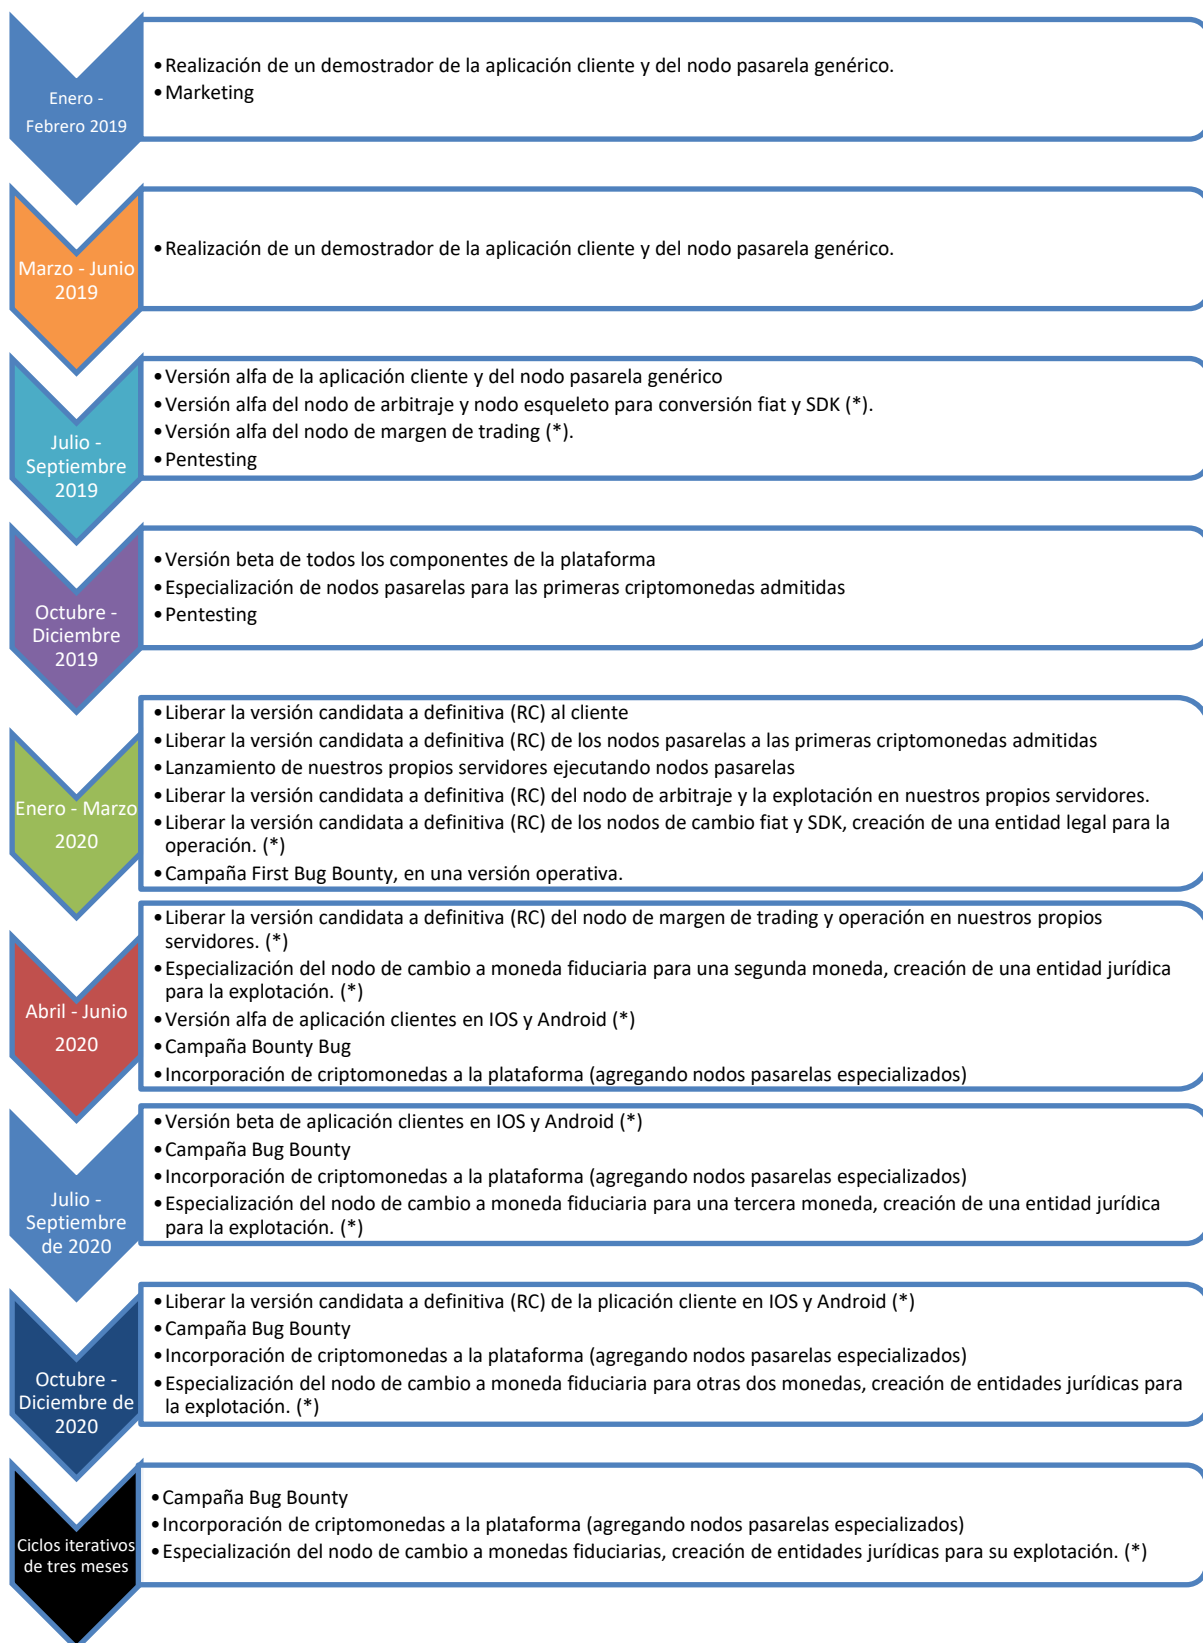 Enero -
Febrero 2019
•Realización de un demostrador de la aplicación cliente y del nodo pasarela genérico.
•Marketing
Marzo - Junio
2019
•Realización de un demostrador de la aplicación cliente y del nodo pasarela genérico.
Julio -
Septiembre
2019
•Versión alfa de la aplicación cliente y del nodo pasarela genérico
•Versión alfa del nodo de arbitraje y nodo esqueleto para conversión fiat y SDK (*).
•Versión alfa del nodo de margen de trading (*).
•Pentesting
Octubre -
Diciembre
2019
•Versión beta de todos los componentes de la plataforma
•Especialización de nodos pasarelas para las primeras criptomonedas admitidas
•Pentesting
Enero - Marzo
2020
•Liberar la versión candidata a definitiva (RC) al cliente
•Liberar la versión candidata a definitiva (RC) de los nodos pasarelas a las primeras criptomonedas admitidas
•Lanzamiento de nuestros propios servidores ejecutando nodos pasarelas
•Liberar la versión candidata a definitiva (RC) del nodo de arbitraje y la explotación en nuestros propios servidores.
•Liberar la versión candidata a definitiva (RC) de los nodos de cambio fiat y SDK, creación de una entidad legal para la
operación. (*)
•Campaña First Bug Bounty, en una versión operativa.
Abril - Junio
2020
•Liberar la versión candidata a definitiva (RC) del nodo de margen de trading y operación en nuestros propios
servidores. (*)
•Especialización del nodo de cambio a moneda fiduciaria para una segunda moneda, creación de una entidad jurídica
para la explotación. (*)
•Versión alfa de aplicación clientes en IOS y Android (*)
•Campaña Bounty Bug
•Incorporación de criptomonedas a la plataforma (agregando nodos pasarelas especializados)
Julio -
Septiembre
de 2020
•Versión beta de aplicación clientes en IOS y Android (*)
•Campaña Bug Bounty
•Incorporación de criptomonedas a la plataforma (agregando nodos pasarelas especializados)
•Especialización del nodo de cambio a moneda fiduciaria para una tercera moneda, creación de una entidad jurídica
para la explotación. (*)
Octubre -
Diciembre de
2020
•Liberar la versión candidata a definitiva (RC) de la plicación cliente en IOS y Android (*)
•Campaña Bug Bounty
•Incorporación de criptomonedas a la plataforma (agregando nodos pasarelas especializados)
•Especialización del nodo de cambio a moneda fiduciaria para otras dos monedas, creación de entidades jurídicas para
la explotación. (*)
Ciclos iterativos
de tres meses
•Campaña Bug Bounty
•Incorporación de criptomonedas a la plataforma (agregando nodos pasarelas especializados)
•Especialización del nodo de cambio a monedas fiduciarias, creación de entidades jurídicas para su explotación. (*)